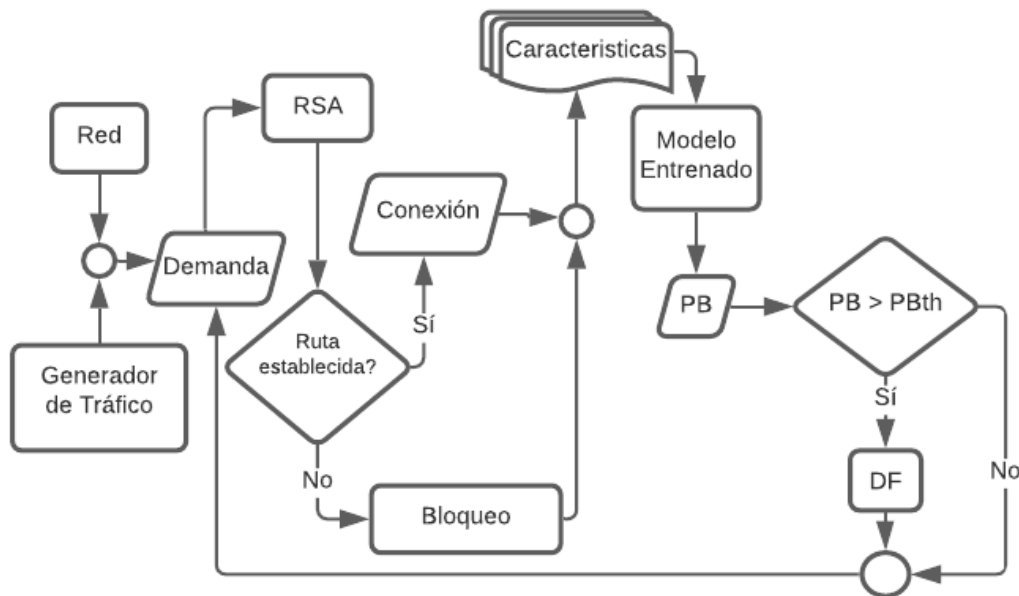 Red
Generador
de Tráfico
Demanda
RSA
Ruta
establecida?
Sí
No
Conexión
Bloqueo
Caracteristicas
Modelo
Entrenado
PB
PB > PBth
Sí
No
DF